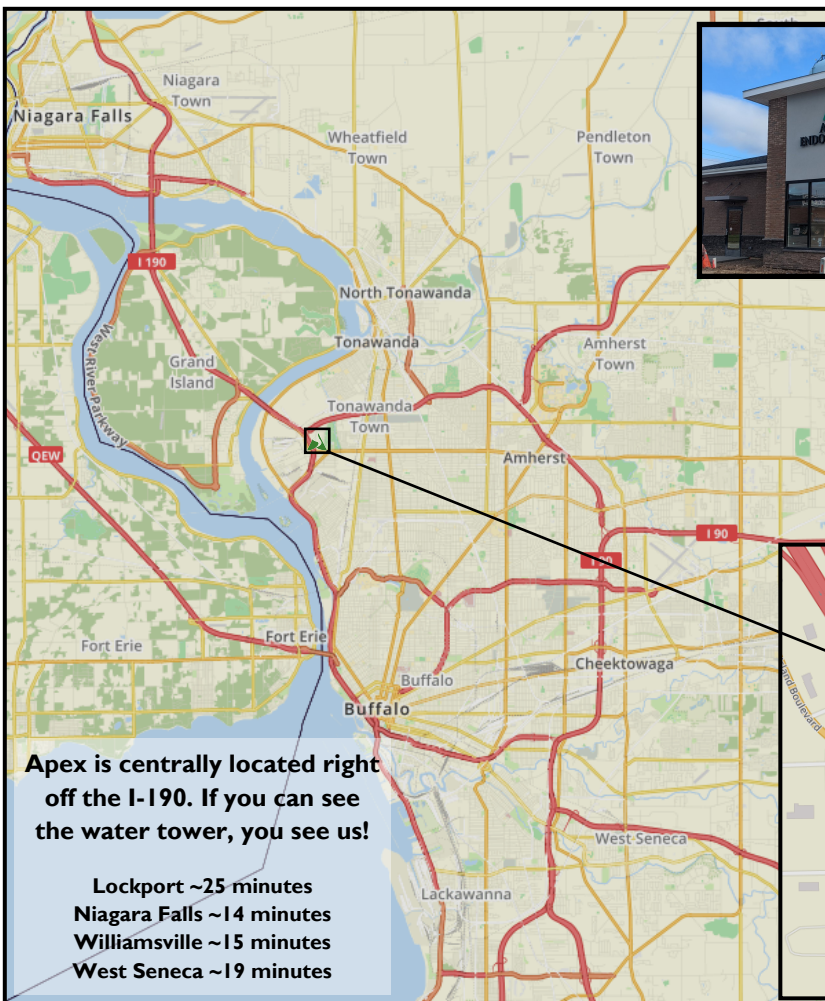 Niagara
Town
Niagara Falls
Wheatfield
Town
Pendleton
Town
I 190
North Tonawanda
West River Parkway
Grand
Island
Tonawanda
Amherst
Town
Tonawanda
Town
QEW
Amherst
I 90
I 90
Fort Erie
Fort Erie
Cheektowaga
Buffalo
Buffalo
land Boulevard
Apex is centrally located right
off the I-190. If you can see
the water tower, you see us!
Lockport ~25 minutes
Niagara Falls ~14 minutes
Williamsville ~15 minutes
West Seneca ~19 minutes
West Seneca
Lackawanna